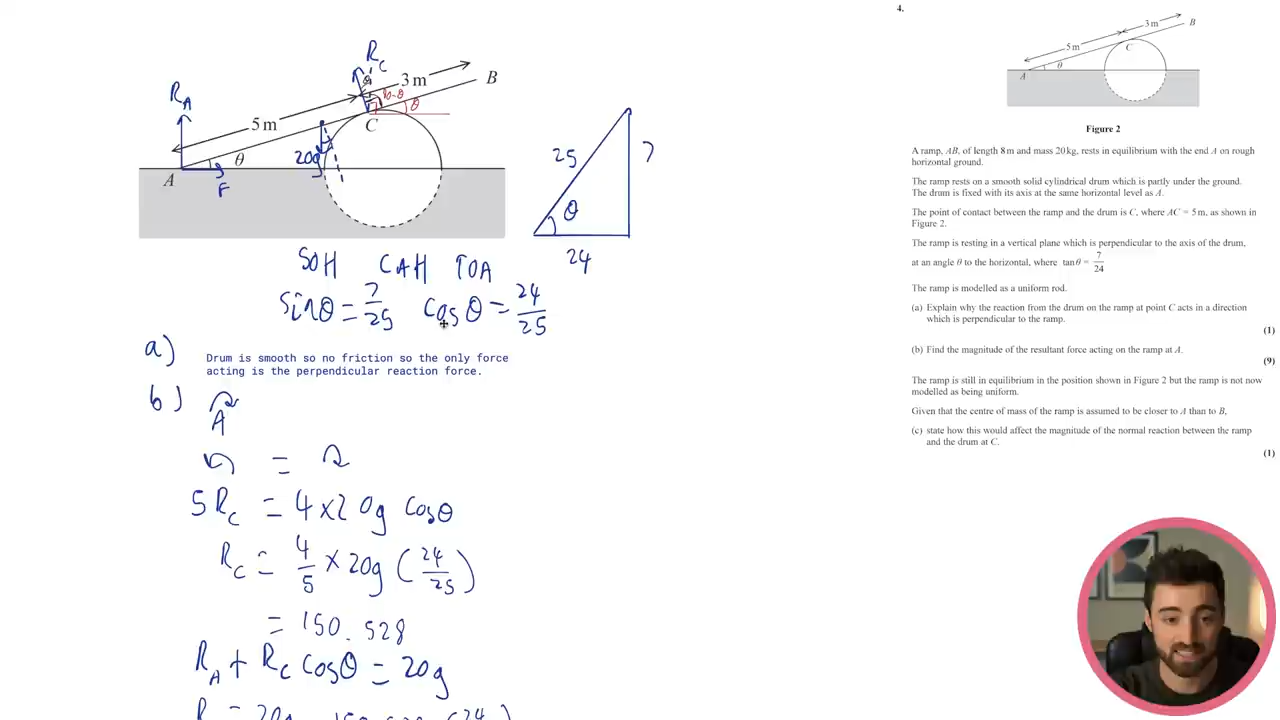 R_A
R_C
θ
90-θ
θ
3 m
B
5 m
C
20g
θ
A
F
25
7
θ
24
SOH CAH TOA
sinθ = 7/25 cosθ = 24/25
a)
Drum is smooth so no friction so the only force
acting is the perpendicular reaction force.
b)
A
=
5R_C = 4×20g cosθ
R_C = 4/5 × 20g (24/25)
= 150.528
R_A + R_C cosθ = 20g
4.
3 m
B
5 m
C
θ
A
Figure 2
A ramp, AB, of length 8 m and mass 20 kg, rests in equilibrium with the end A on rough
horizontal ground.
The ramp rests on a smooth solid cylindrical drum which is partly under the ground.
The drum is fixed with its axis at the same horizontal level as A.
The point of contact between the ramp and the drum is C, where AC = 5 m, as shown in
Figure 2.
The ramp is resting in a vertical plane which is perpendicular to the axis of the drum,
at an angle θ to the horizontal, where tan θ = 7/24
The ramp is modelled as a uniform rod.
(a) Explain why the reaction from the drum on the ramp at point C acts in a direction
which is perpendicular to the ramp.
(1)
(b) Find the magnitude of the resultant force acting on the ramp at A.
(9)
The ramp is still in equilibrium in the position shown in Figure 2 but the ramp is not now
modelled as being uniform.
Given that the centre of mass of the ramp is assumed to be closer to A than to B,
(c) state how this would affect the magnitude of the normal reaction between the ramp
and the drum at C.
(1)